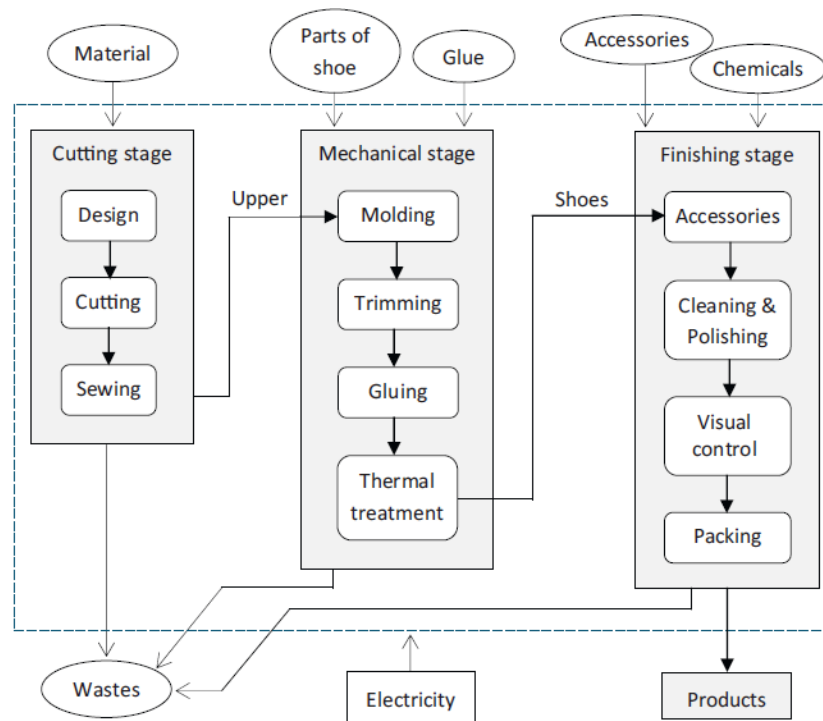 Material
Parts of
shoe
Glue
Accessories
Chemicals
Cutting stage
Design
Cutting
Sewing
Upper
Mechanical stage
Molding
Trimming
Gluing
Thermal
treatment
Shoes
Finishing stage
Accessories
Cleaning &
Polishing
Visual
control
Packing
Wastes
Electricity
Products